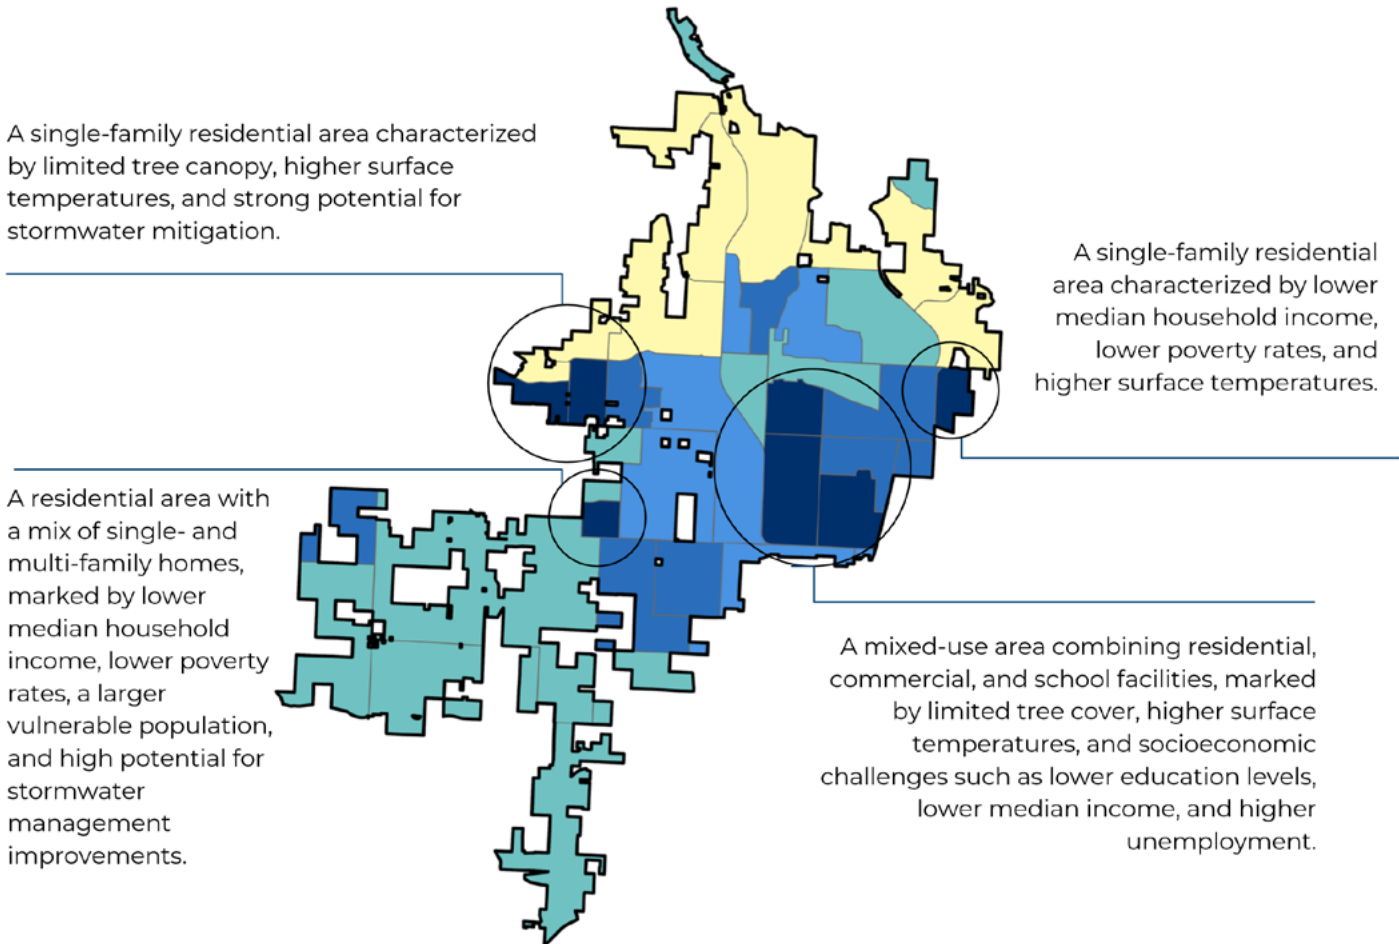 A single-family residential area characterized
by limited tree canopy, higher surface
temperatures, and strong potential for
stormwater mitigation.
A single-family residential
area characterized by lower
median household income,
lower poverty rates, and
higher surface temperatures.
A residential area with
a mix of single- and
multi-family homes,
marked by lower
median household
income, lower poverty
rates, a larger
vulnerable population,
and high potential for
stormwater
management
improvements.
A mixed-use area combining residential,
commercial, and school facilities, marked
by limited tree cover, higher surface
temperatures, and socioeconomic
challenges such as lower education levels,
lower median income, and higher
unemployment.